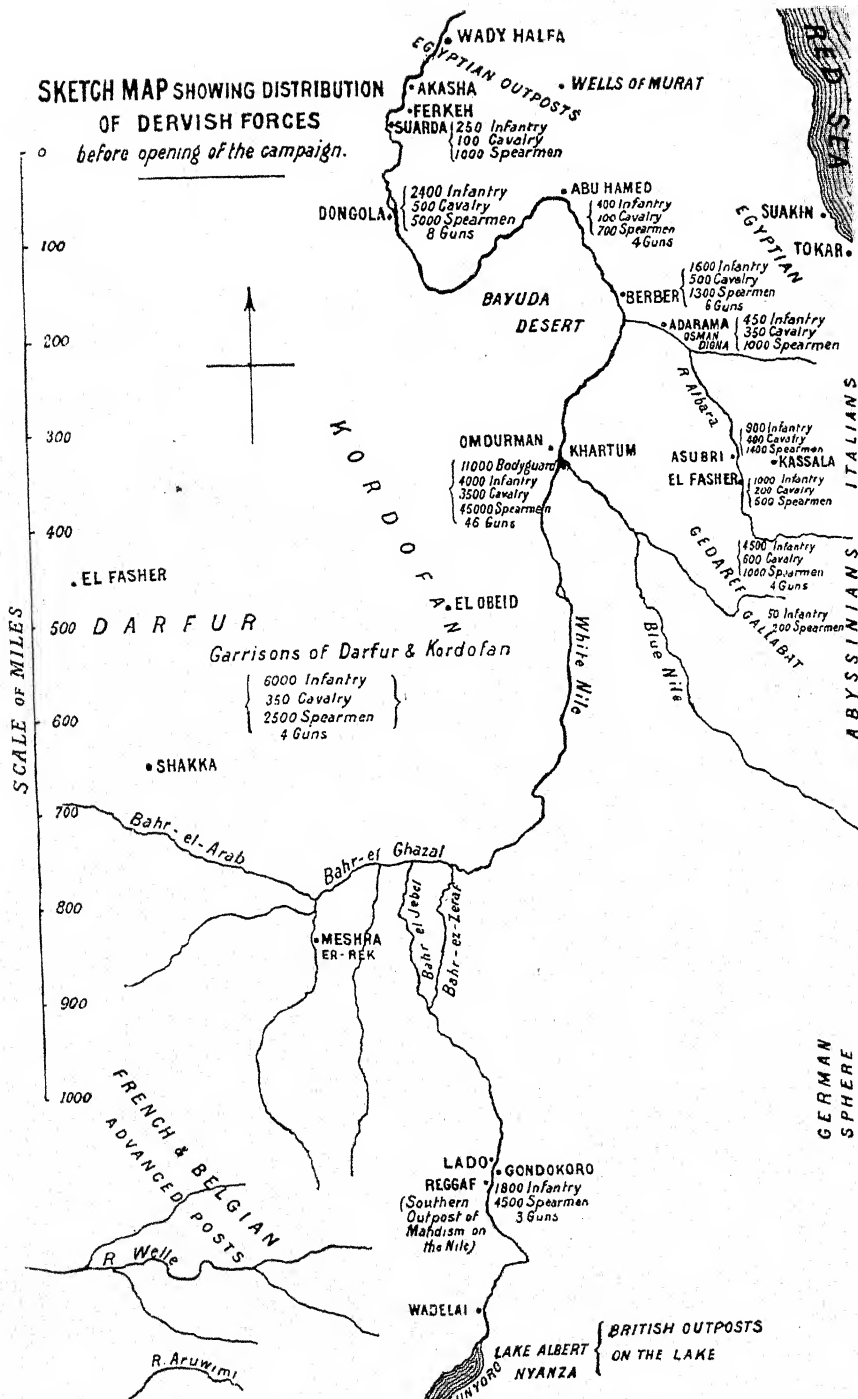 SKETCH MAP SHOWING DISTRIBUTION
OF DERVISH FORCES
before opening of the campaign.
WADY HALFA
EGYPTIAN OUTPOSTS
WELLS OF MURAT
AKASHA
FERKEH
SUARDA
250 Infantry
100 Cavalry
1000 Spearmen
RED SEA
DONGOLA
2400 Infantry
500 Cavalry
5000 Spearmen
8 Guns
ABU HAMED
400 Infantry
100 Cavalry
700 Spearmen
4 Guns
SUAKIN
TOKAR
EGYPTIAN
BERBER
1600 Infantry
500 Cavalry
1300 Spearmen
6 Guns
BAYUDA
DESERT
ADARAMA
OSMAN
DIGNA
450 Infantry
350 Cavalry
1000 Spearmen
R Atbara
ITALIANS
KORDOFAN
OMDURMAN
KHARTUM
11000 Bodyguard
4000 Infantry
3500 Cavalry
45000 Spearmen
46 Guns
ASUBRI
900 Infantry
400 Cavalry
1400 Spearmen
KASSALA
EL FASHER
1000 Infantry
200 Cavalry
500 Spearmen
GEDAREF
4500 Infantry
600 Cavalry
1000 Spearmen
4 Guns
GALLABAT
50 Infantry
200 Spearmen
ABYSSINIANS
EL FASHER
DARFUR
EL OBEID
Garrisons of Darfur & Kordofan
6000 Infantry
350 Cavalry
2500 Spearmen
4 Guns
White Nile
Blue Nile
SHAKKA
Bahr-el-Arab
Bahr-el Ghazal
Bahr el Jebel
Bahr-ez-Zeraf
MESHRA
ER-REK
GERMAN
SPHERE
FRENCH & BELGIAN
ADVANCED POSTS
R Welle
R. Aruwimi
LADO
GONDOKORO
REGGAF
1800 Infantry
4500 Spearmen
3 Guns
(Southern
Outpost of
Mahdism on
the Nile)
WADELAI
LAKE ALBERT
NYANZA
BRITISH OUTPOSTS
ON THE LAKE
UNYORO
SCALE OF MILES
0
100
200
300
400
500
600
700
800
900
1000